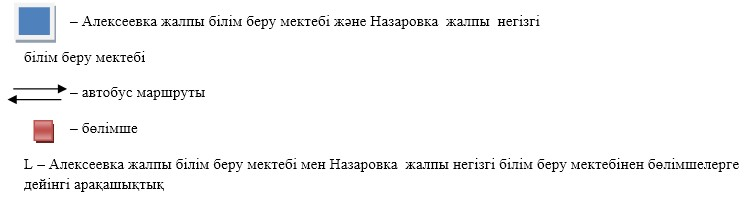 – Алексеевка жалпы білім беру мектебі және Назаровка жалпы негізгі
білім беру мектебі
– автобус маршруты
– бөлімше
L – Алексеевка жалпы білім беру мектебі мен Назаровка жалпы негізгі білім беру мектебінен бөлімшелерге
дейінгі арақашықтық